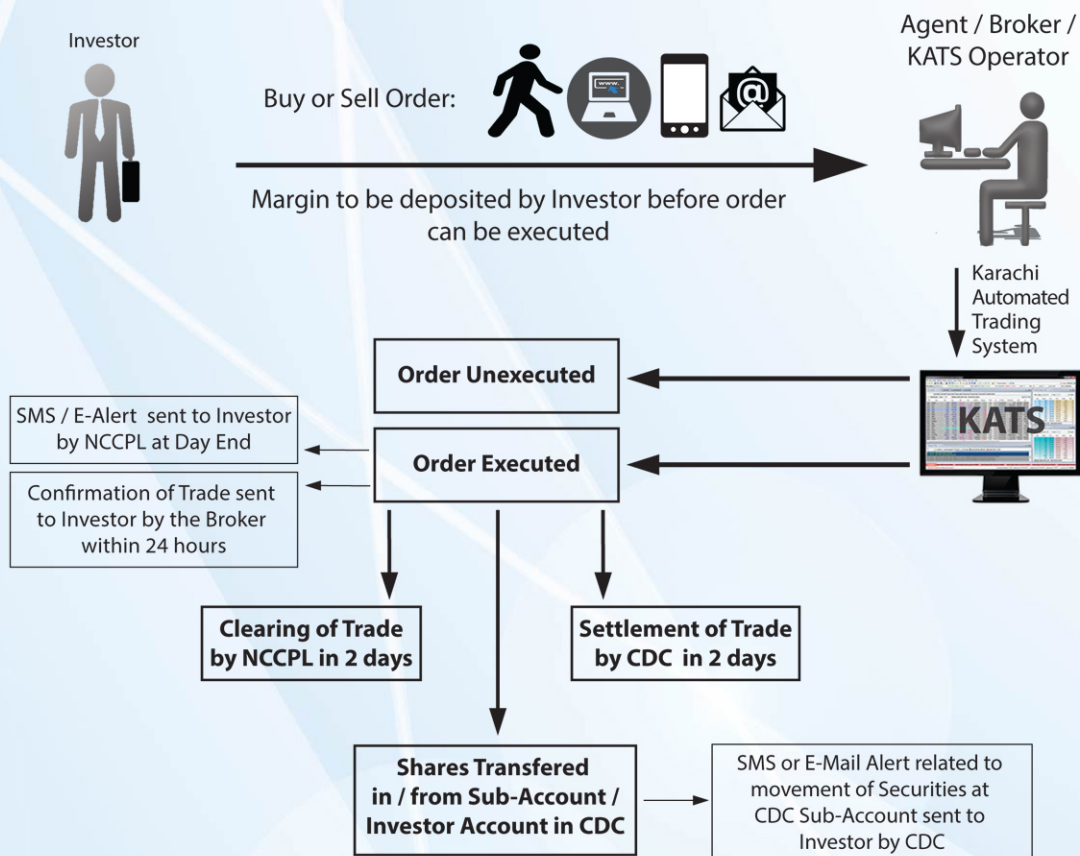 Investor
Buy or Sell Order:
www.
@
Agent / Broker /
KATS Operator
Margin to be deposited by Investor before order
can be executed
Karachi
Automated
Trading
System
KATS
Order Unexecuted
Order Executed
SMS / E-Alert sent to Investor
by NCCPL at Day End
Confirmation of Trade sent
to Investor by the Broker
within 24 hours
Clearing of Trade
by NCCPL in 2 days
Settlement of Trade
by CDC in 2 days
Shares Transfered
in / from Sub-Account /
Investor Account in CDC
SMS or E-Mail Alert related to
movement of Securities at
CDC Sub-Account sent to
Investor by CDC